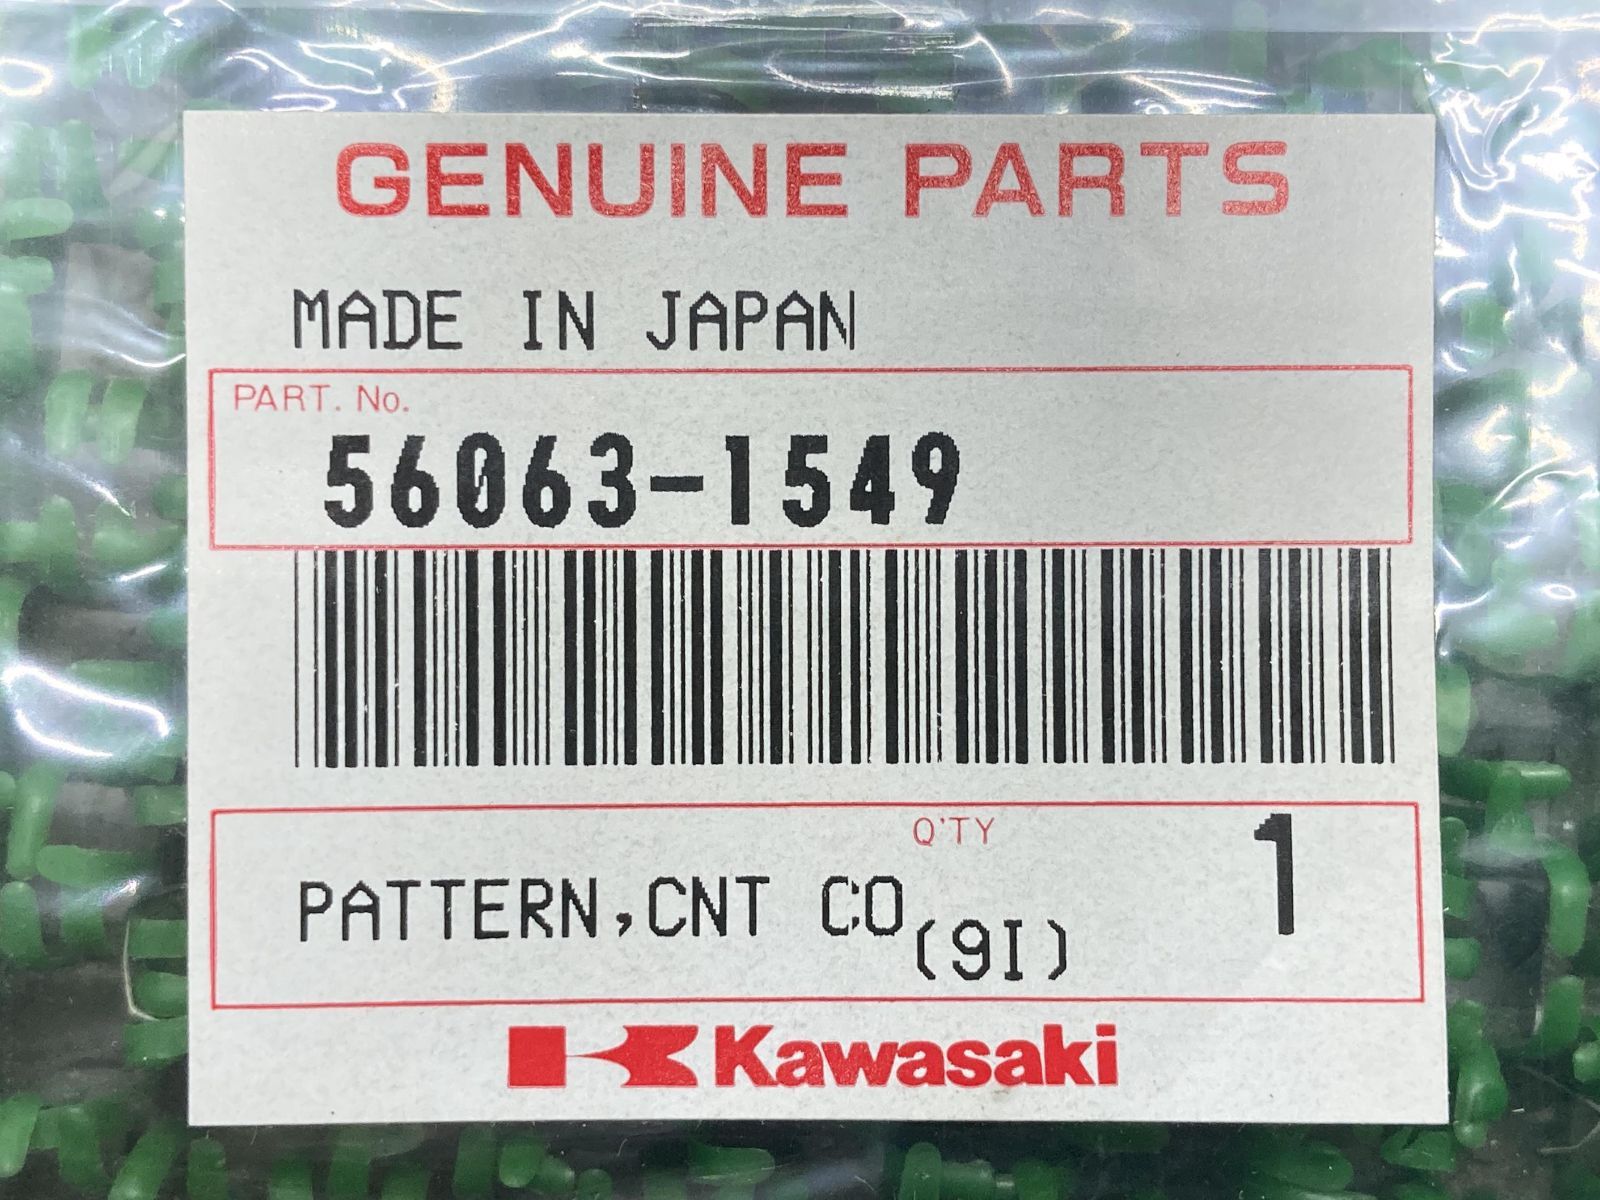 GENUINE PARTS
MADE IN JAPAN
PART. No.
56063-1549
Q'TY 1
PATTERN,CNT CO(9I)
Kawasaki